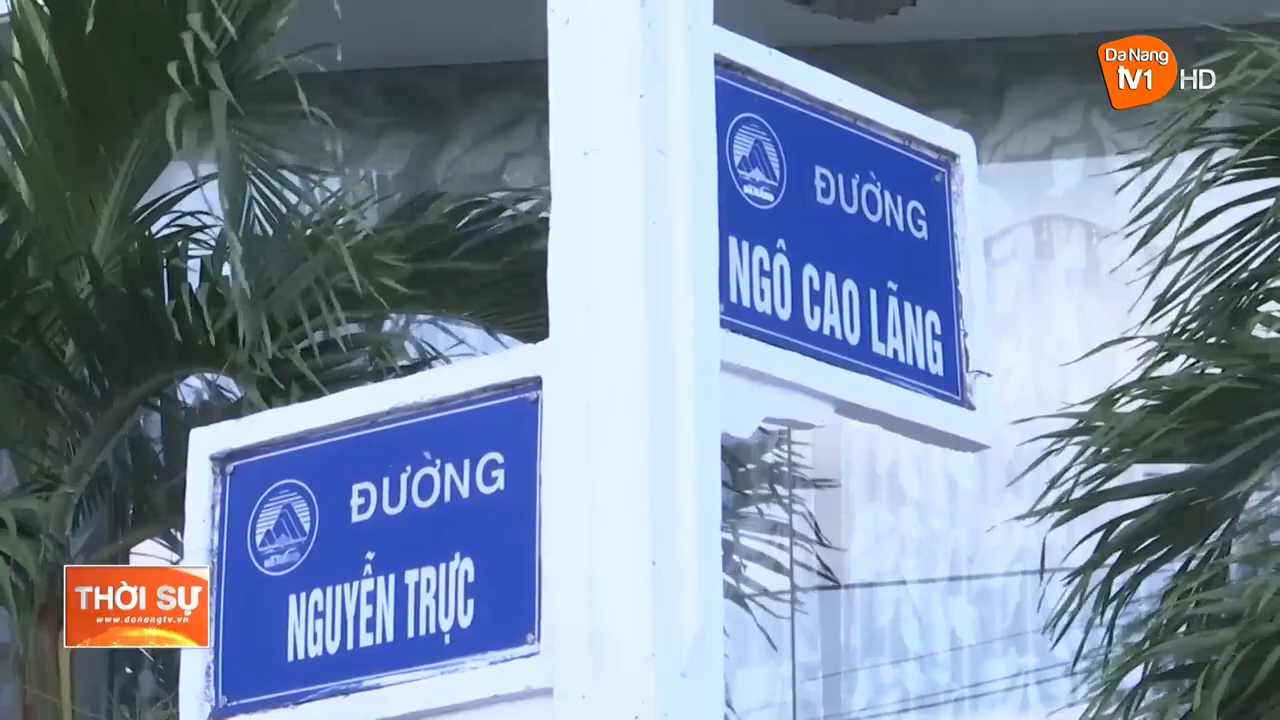 Da Nang
TV1 HD
ĐƯỜNG
NGÔ CAO LÃNG
ĐƯỜNG
NGUYỄN TRỰC
THỜI SỰ
www.danangtv.vn